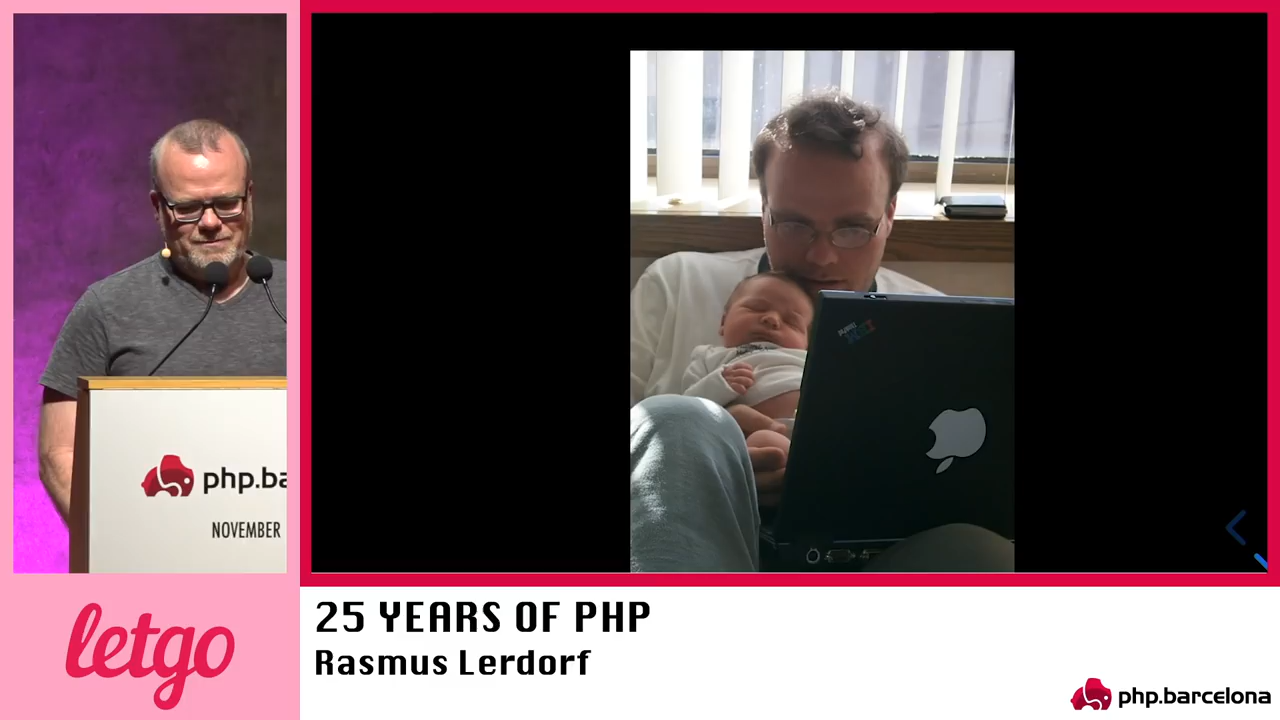 php.ba
NOVEMBER
letgo
25 YEARS OF PHP
Rasmus Lerdorf
php.barcelona